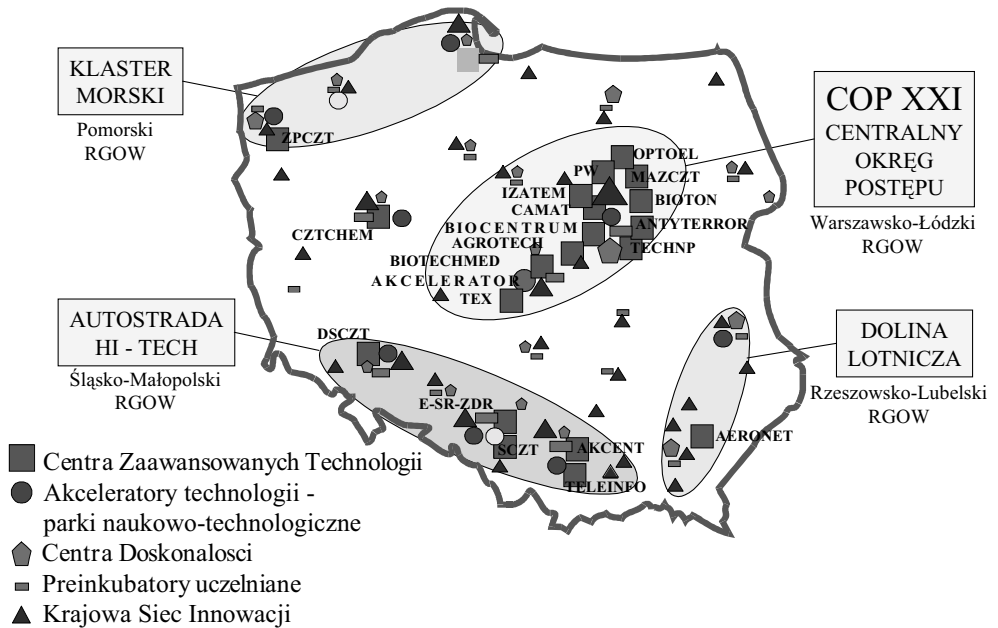 KLASTER
MORSKI
Pomorski
RGOW
ZPCZT
COP XXI
CENTRALNY
OKRĘG
POSTĘPU
Warszawsko-Łódzki
RGOW
OPTOEL
PW
MAZCZT
IZATEM
BIOTON
CAMAT
ANTYTERROR
BIOCENTRUM
AGROTECH
TECHNP
BIOTECHMED
AKCELERATOR
TEX
CZTCHEM
AUTOSTRADA
HI - TECH
Śląsko-Małopolski
RGOW
DSCZT
E-SR-ZDR
SCZT
AKCENT
TELEINFO
DOLINA
LOTNICZA
Rzeszowsko-Lubelski
RGOW
AERONET
Centra Zaawansowanych Technologii
Akceleratory technologii -
parki naukowo-technologiczne
Centra Doskonalosci
Preinkubatory uczelniane
Krajowa Siec Innowacji